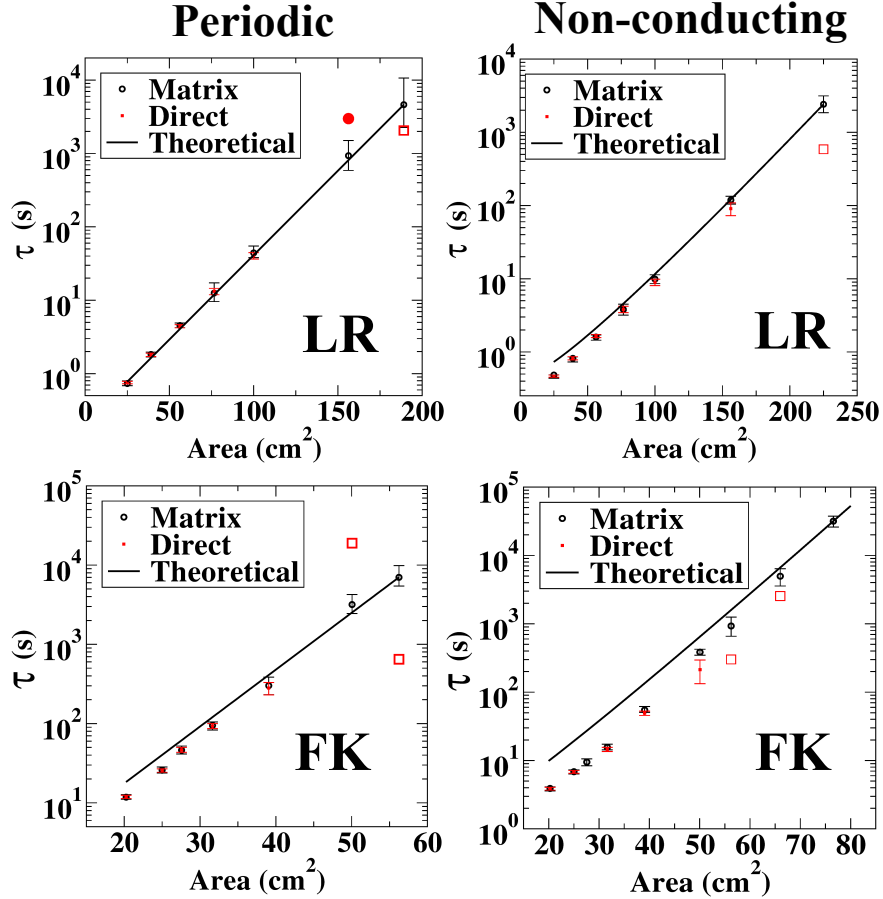 Periodic
Non-conducting
10^4
10^3
10^2
10^1
10^0
τ (s)
Matrix
Direct
Theoretical
LR
0 50 100 150 200
Area (cm^2)
10^4
10^3
10^2
10^1
10^0
τ (s)
Matrix
Direct
Theoretical
LR
0 50 100 150 200 250
Area (cm^2)
10^5
10^4
10^3
10^2
10^1
τ (s)
Matrix
Direct
Theoretical
FK
20 30 40 50 60
Area (cm^2)
10^5
10^4
10^3
10^2
10^1
10^0
τ (s)
Matrix
Direct
Theoretical
FK
20 30 40 50 60 70 80
Area (cm^2)